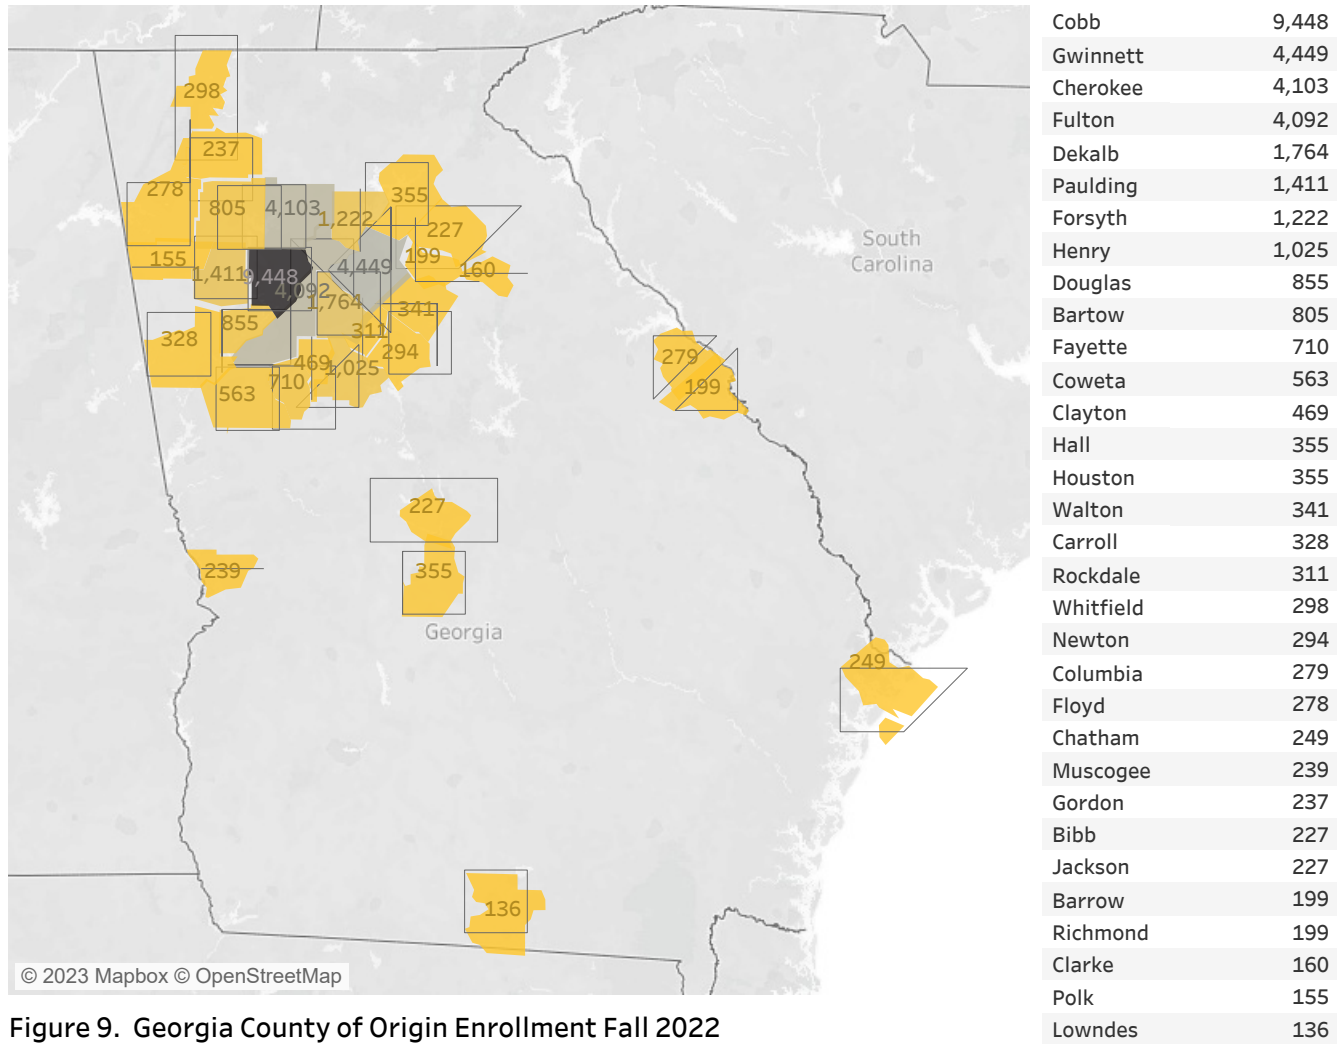 298
237
278
355
805
4,103
1,222
227
155
199
1,411
9,448
4,449
160
4,092
1,764
341
855
311
328
294
469
1,025
563
710
279
199
South
Carolina
227
239
355
Georgia
249
136
© 2023 Mapbox © OpenStreetMap
Cobb 9,448
Gwinnett 4,449
Cherokee 4,103
Fulton 4,092
Dekalb 1,764
Paulding 1,411
Forsyth 1,222
Henry 1,025
Douglas 855
Bartow 805
Fayette 710
Coweta 563
Clayton 469
Hall 355
Houston 355
Walton 341
Carroll 328
Rockdale 311
Whitfield 298
Newton 294
Columbia 279
Floyd 278
Chatham 249
Muscogee 239
Gordon 237
Bibb 227
Jackson 227
Barrow 199
Richmond 199
Clarke 160
Polk 155
Lowndes 136
Figure 9. Georgia County of Origin Enrollment Fall 2022